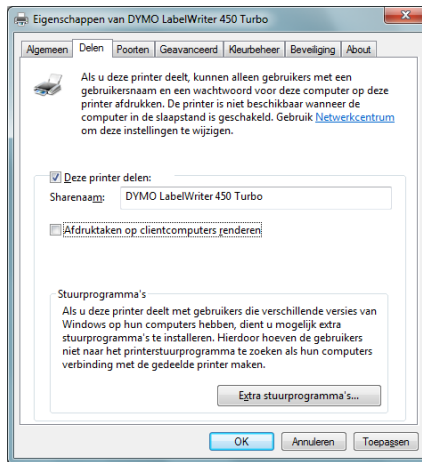 Eigenschappen van DYMO LabelWriter 450 Turbo
Algemeen Delen Poorten Geavanceerd Kleurbeheer Beveiliging About
Als u deze printer deelt, kunnen alleen gebruikers met een
gebruikersnaam en een wachtwoord voor deze computer op deze
printer afdrukken. De printer is niet beschikbaar wanneer de
computer in de slaapstand is geschakeld. Gebruik Netwerkcentrum
om deze instellingen te wijzigen.
Deze printer delen:
Sharenaam: DYMO LabelWriter 450 Turbo
Afdruktaken op clientcomputers renderen
Stuurprogramma's
Als u deze printer deelt met gebruikers die verschillende versies van
Windows op hun computers hebben, dient u mogelijk extra
stuurprogramma's te installeren. Hierdoor hoeven de gebruikers
niet naar het printerstuurprogramma te zoeken als hun computers
verbinding met de gedeelde printer maken.
Extra stuurprogramma's...
OK Annuleren Toepassen